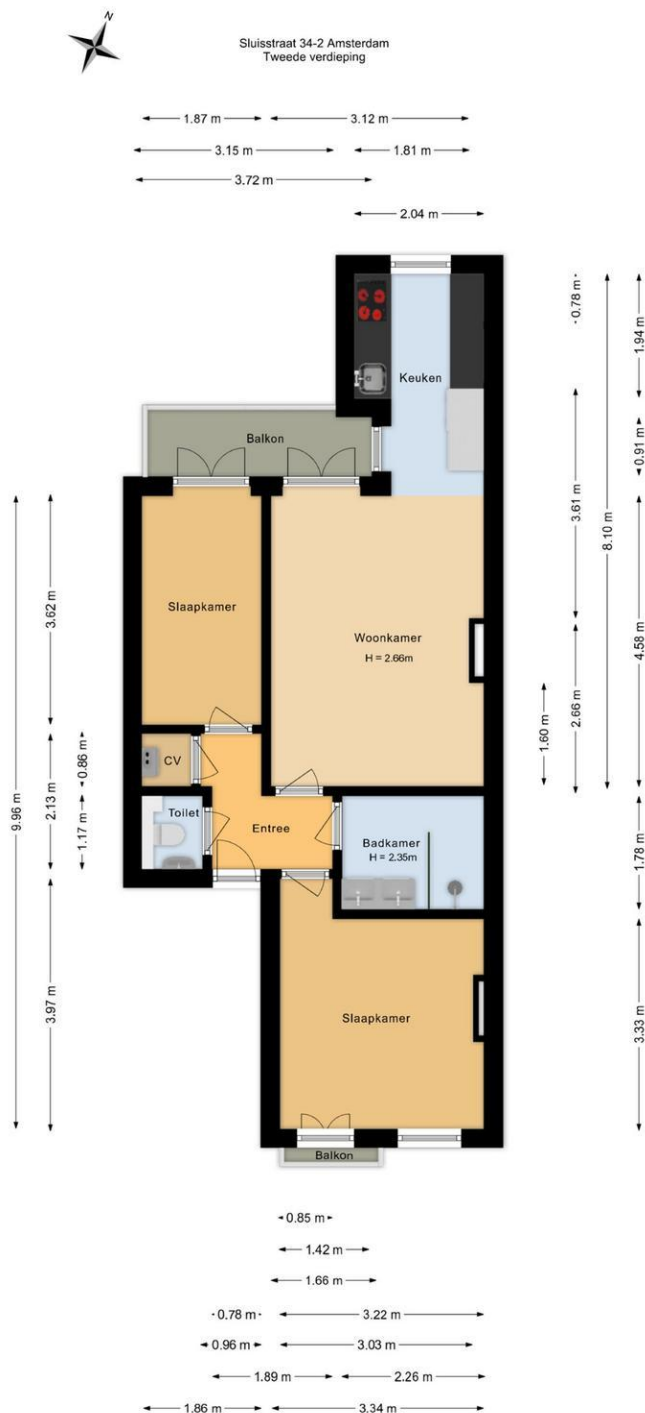 N
Sluisstraat 34-2 Amsterdam
Tweede verdieping
1.87 m 3.12 m
3.15 m 1.81 m
3.72 m
2.04 m
0.78 m
1.94 m
Keuken
0.91 m
Balkon
3.61 m
8.10 m
3.62 m
Slaapkamer
Woonkamer
H = 2.66m
4.58 m
2.66 m
1.60 m
CV
0.86 m
2.13 m
9.96 m
Toilet
1.17 m
Entree
Badkamer
H = 2.35m
1.78 m
3.97 m
Slaapkamer
3.33 m
Balkon
0.85 m
1.42 m
1.66 m
0.78 m 3.22 m
0.96 m 3.03 m
1.89 m 2.26 m
1.86 m 3.34 m